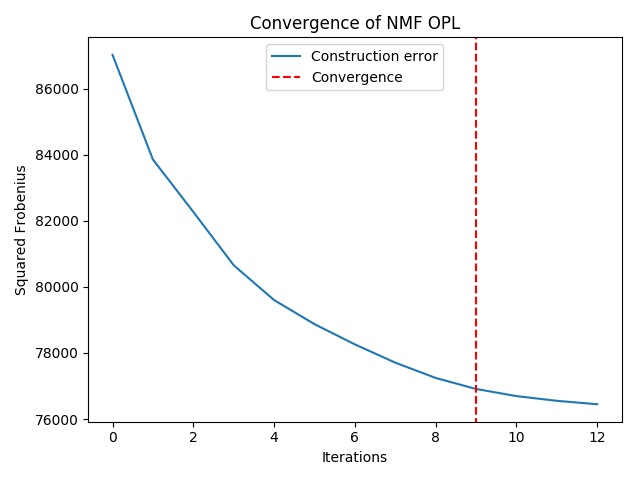 Convergence of NMF OPL
Construction error
Convergence
Squared Frobenius
86000
84000
82000
80000
78000
76000
0 2 4 6 8 10 12
Iterations